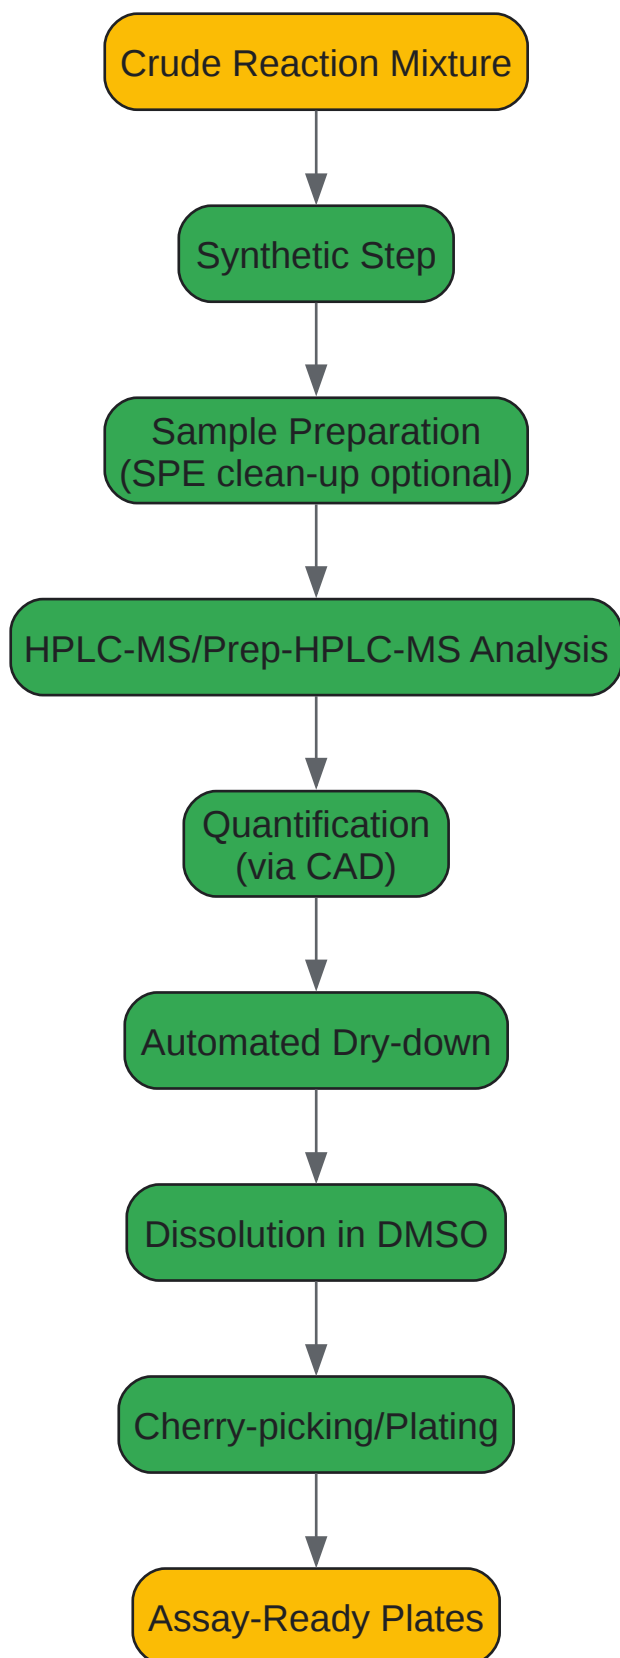 Crude Reaction Mixture
Synthetic Step
Sample Preparation
(SPE clean-up optional)
HPLC-MS/Prep-HPLC-MS Analysis
Quantification
(via CAD)
Automated Dry-down
Dissolution in DMSO
Cherry-picking/Plating
Assay-Ready Plates